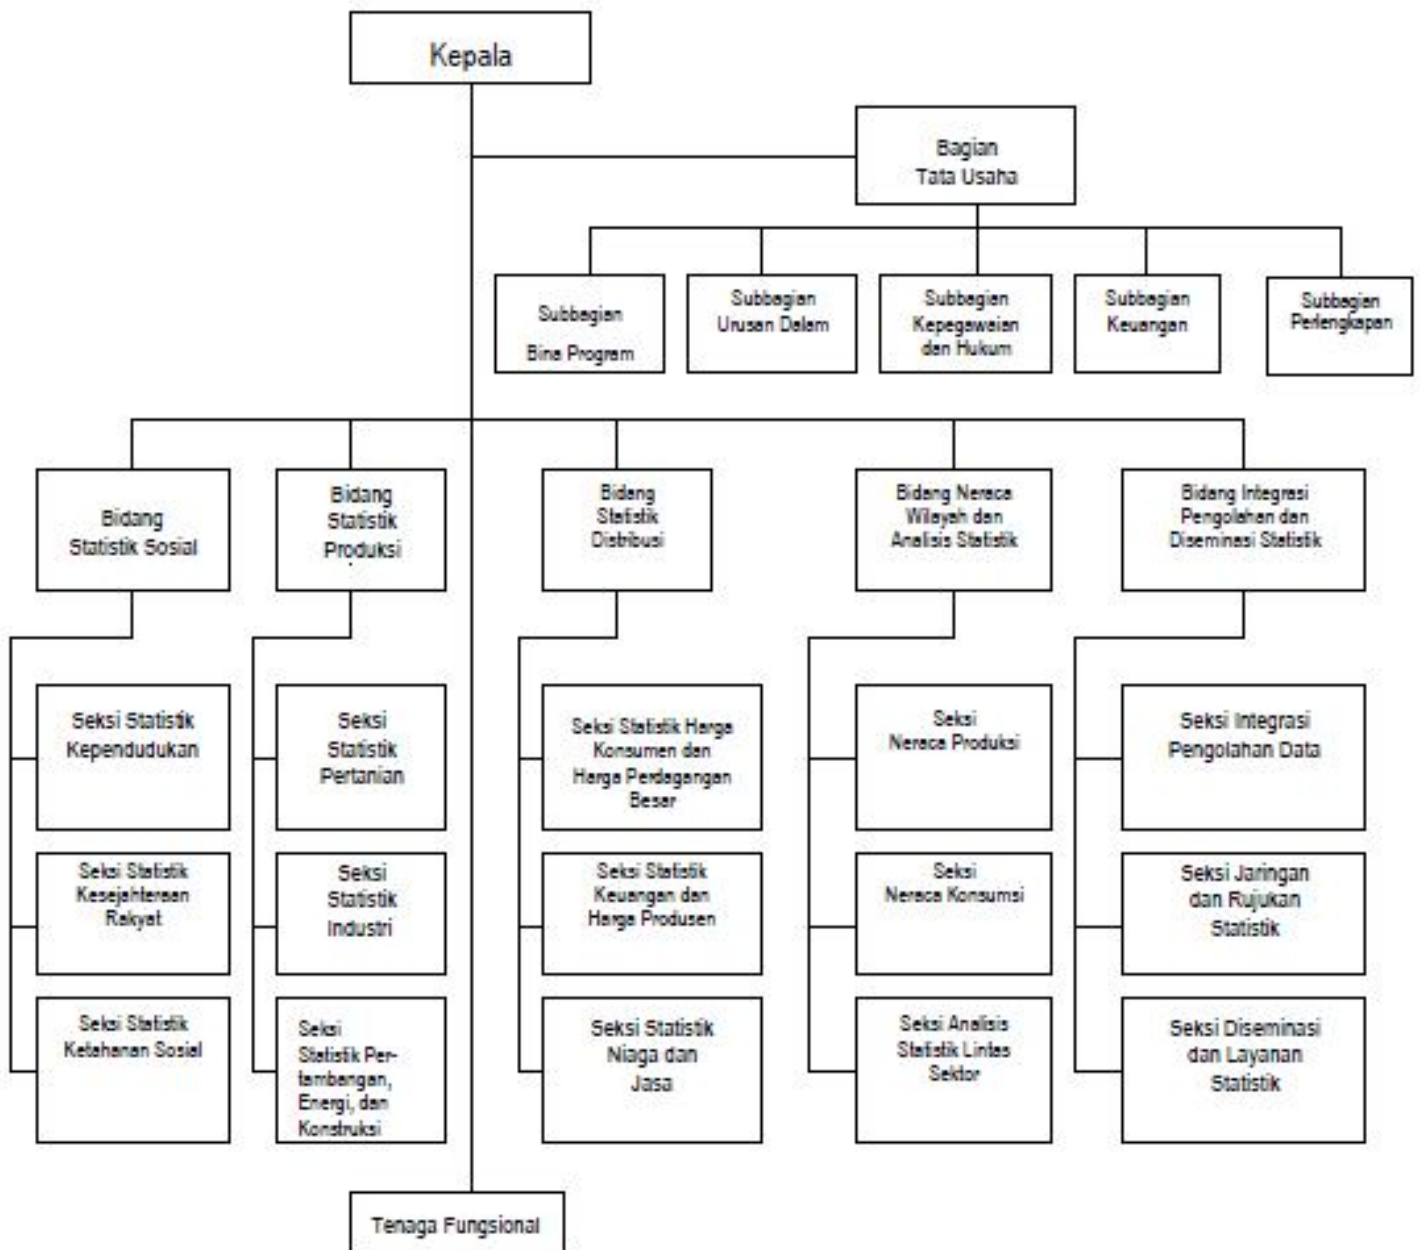 Kepala
Bagian
Tata Usaha
Subbagian
Bina Program
Subbagian
Urusan Dalam
Subbagian
Kepegawaian
dan Hukum
Subbagian
Keuangan
Subbagian
Perlengkapan
Bidang
Statistik Sosial
Bidang
Statistik
Produksi
.
Bidang
Statistik
Distribusi
Bidang Neraca
Wilayah dan
Analisis Statistik
Bidang Integrasi
Pengolahan dan
Diseminasi Statistik
Seksi Statistik
Kependudukan
Seksi
Statistik
Pertanian
Seksi Statistik Harga
Konsumen dan
Harga Perdagangan
Besar
Seksi
Neraca Produksi
Seksi Integrasi
Pengolahan Data
Seksi Statistik
Kesejahteraan
Rakyat
Seksi
Statistik
Industri
Seksi Statistik
Keuangan dan
Harga Produsen
Seksi
Neraca Konsumsi
Seksi Jaringan
dan Rujukan
Statistik
Seksi Statistik
Ketahanan Sosial
Seksi
Statistik Per-
tambangan,
Energi, dan
Konstruksi
Seksi Statistik
Niaga dan
Jasa
Seksi Analisis
Statistik Lintas
Sektor
Seksi Diseminasi
dan Layanan
Statistik
Tenaga Fungsional